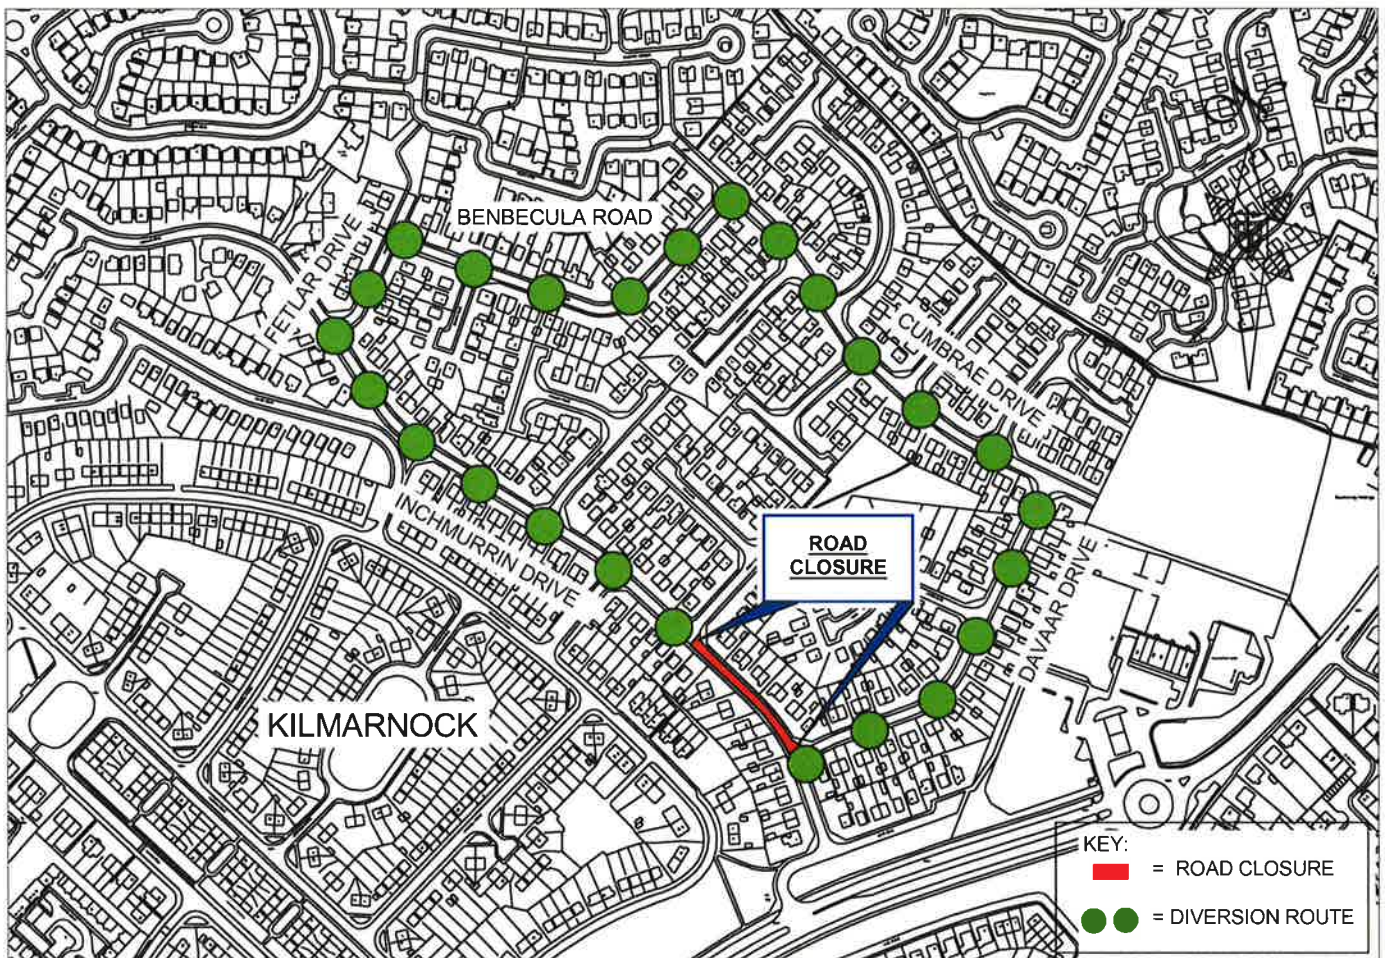 BENBECULA ROAD
FETLAR DRIVE
CUMBRAE DRIVE
INCHMURRIN DRIVE
ROAD
CLOSURE
DAVAAR DRIVE
KILMARNOCK
KEY:
= ROAD CLOSURE
= DIVERSION ROUTE